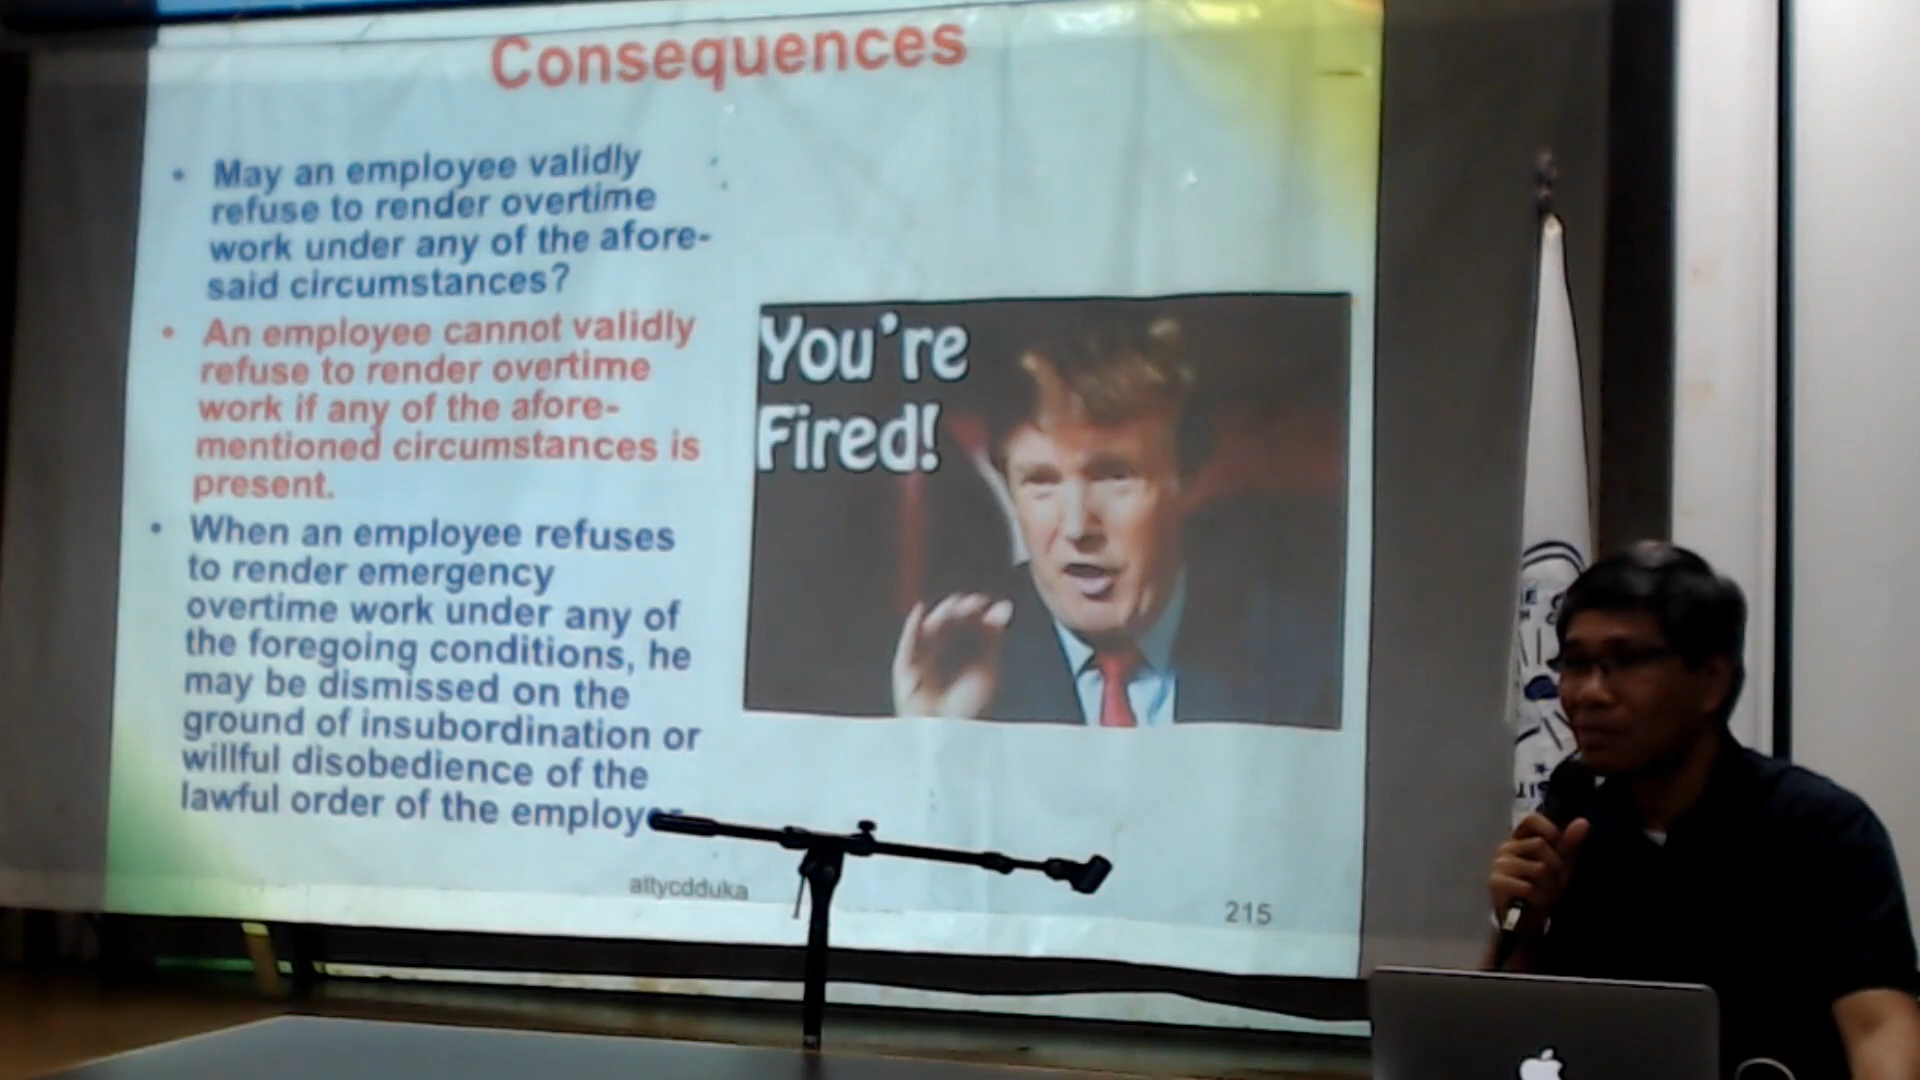 Consequences
• May an employee validly
refuse to render overtime
work under any of the afore-
said circumstances?
• An employee cannot validly
refuse to render overtime
work if any of the afore-
mentioned circumstances is
present.
• When an employee refuses
to render emergency
overtime work under any of
the foregoing conditions, he
may be dismissed on the
ground of insubordination or
willful disobedience of the
lawful order of the employer
You're
Fired!
attycdduka
215